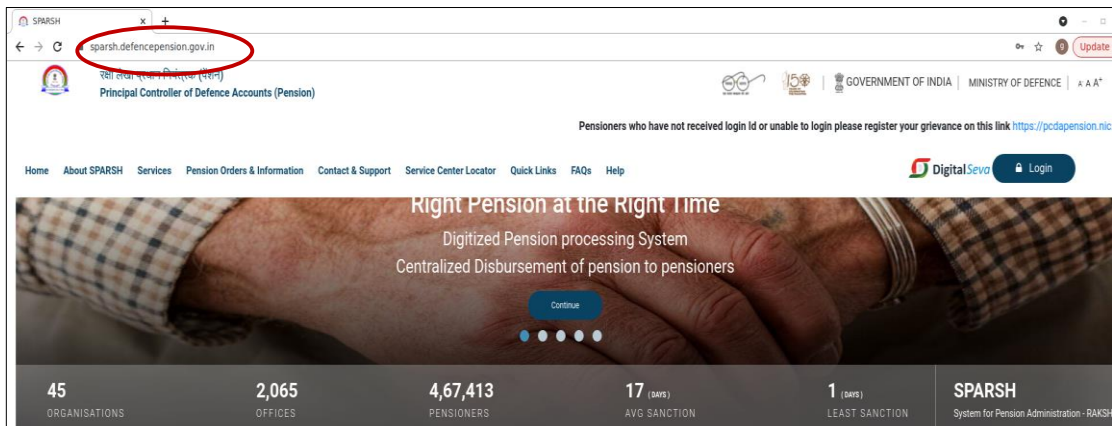 SPARSH
sparsh.defencepension.gov.in
g Update
रक्षा लेखा प्रधान नियंत्रक (पेंशन)
Principal Controller of Defence Accounts (Pension)
150 GOVERNMENT OF INDIA | MINISTRY OF DEFENCE | A A A+
Pensioners who have not received login Id or unable to login please register your grievance on this link https://pcdapension.nic
Home About SPARSH Services Pension Orders & Information Contact & Support Service Center Locator Quick Links FAQs Help
DigitalSeva Login
Right Pension at the Right Time
Digitized Pension processing System
Centralized Disbursement of pension to pensioners
Continue
45 2,065 4,67,413 17 (DAYS) 1 (DAYS) SPARSH
ORGANISATIONS OFFICES PENSIONERS AVG SANCTION LEAST SANCTION System for Pension Administration - RAKSH